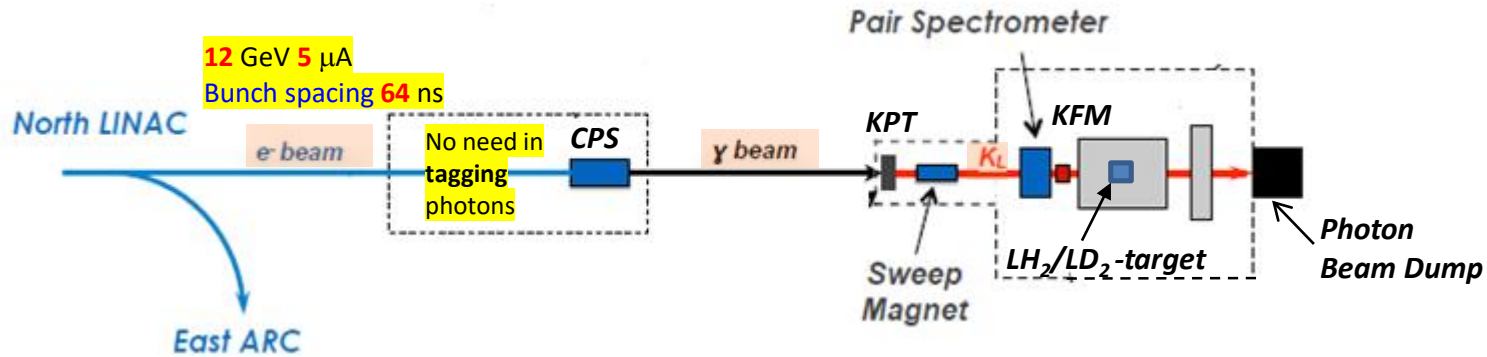 Pair Spectrometer
12 GeV 5 μA
Bunch spacing 64 ns
North LINAC
e⁻ beam
No need in
tagging
photons
CPS
γ beam
KPT
K_L
KFM
Sweep
Magnet
LH₂/LD₂ -target
Photon
Beam Dump
East ARC